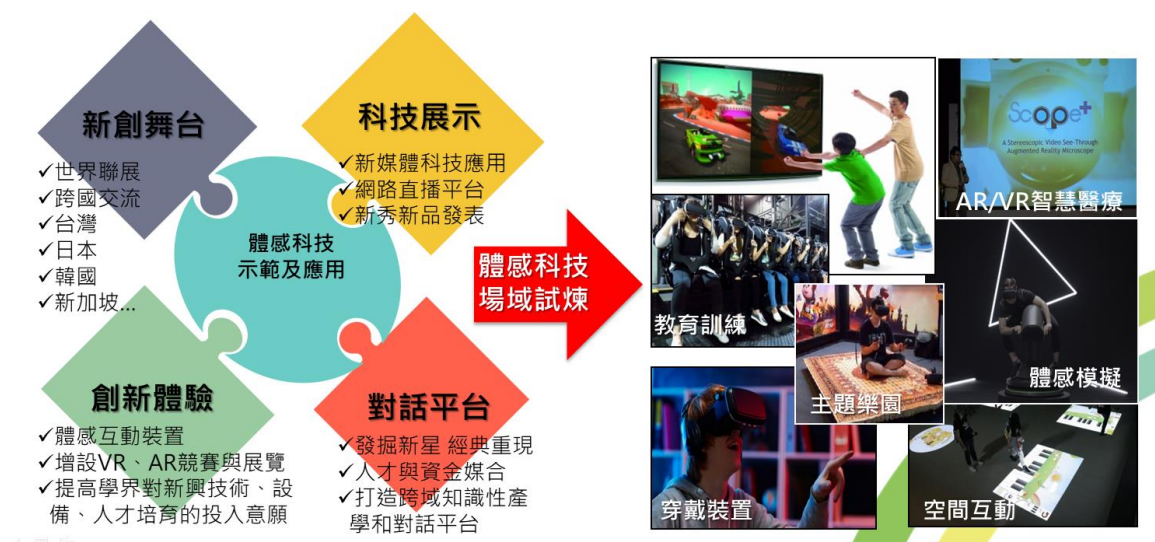 新創舞台
✓世界聯展
✓跨國交流
✓台灣
✓日本
✓韓國
✓新加坡...
科技展示
✓新媒體科技應用
✓網路直播平台
✓新秀新品發表
體感科技
示範及應用
創新體驗
✓體感互動裝置
✓增設VR、AR競賽與展覽
✓提高學界對新興技術、設
備、人才培育的投入意願
對話平台
✓發掘新星 經典重現
✓人才與資金媒合
✓打造跨域知識性產
學和對話平台
體感科技
場域試煉
Scope+
A Stereoscopic Video See-Through
Augmented Reality Microscope
AR/VR智慧醫療
教育訓練
主題樂園
體感模擬
穿戴裝置
空間互動